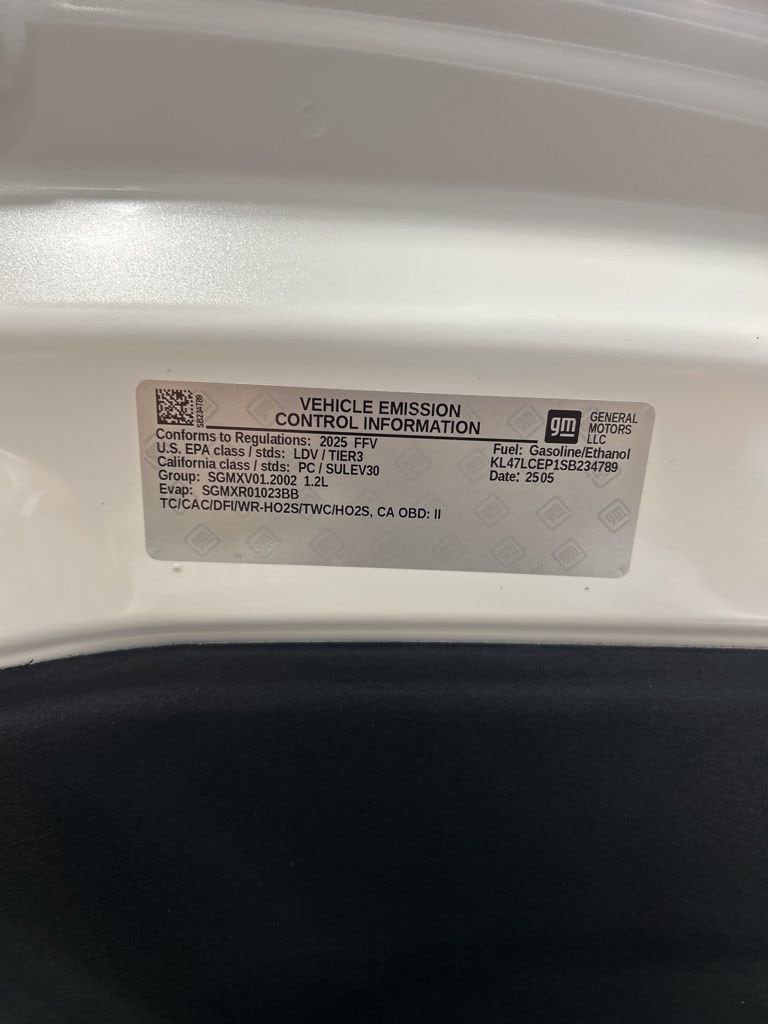 SB234789
VEHICLE EMISSION
CONTROL INFORMATION
gm
GENERAL
MOTORS
LLC
Conforms to Regulations: 2025 FFV
U.S. EPA class / stds: LDV / TIER3
California class / stds: PC / SULEV30
Group: SGMXV01.2002 1.2L
Evap: SGMXR01023BB
TC/CAC/DFI/WR-HO2S/TWC/HO2S, CA OBD: II
Fuel: Gasoline/Ethanol
KL47LCEP1SB234789
Date: 2505